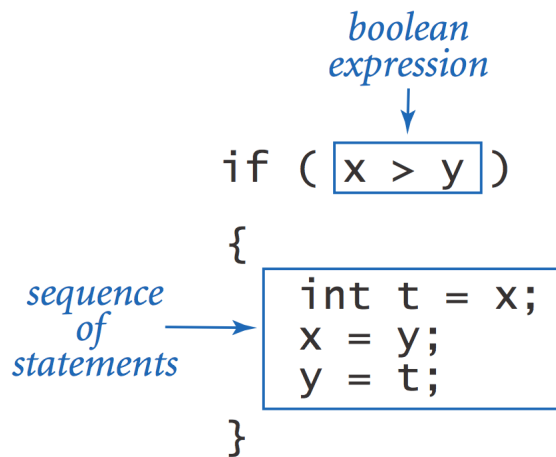 boolean
expression
if ( x > y )
{
sequence
of
statements
int t = x;
x = y;
y = t;
}